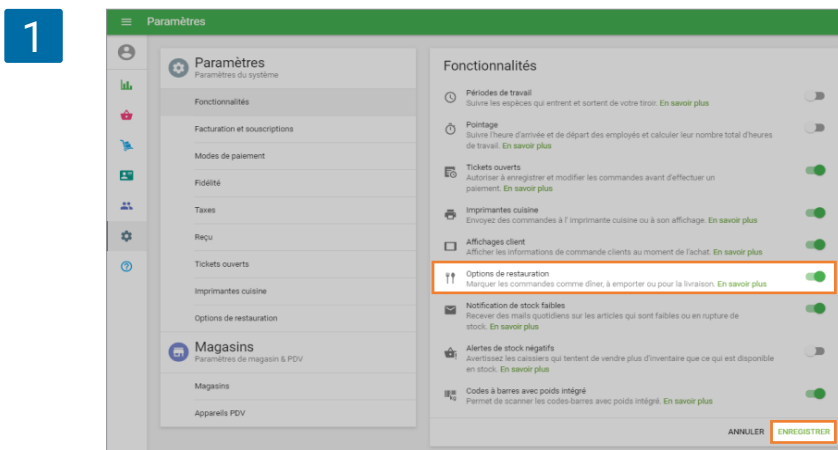 1
Paramètres
Paramètres
Paramètres du système
Fonctionnalités
Facturation et souscriptions
Modes de paiement
Fidélité
Taxes
Reçu
Tickets ouverts
Imprimantes cuisine
Options de restauration
Magasins
Paramètres de magasin & PDV
Magasins
Appareils PDV
Fonctionnalités
Périodes de travail
Suivre les espèces qui entrent et sortent de votre tiroir. En savoir plus
Pointage
Suivre l'heure d'arrivée et de départ des employés et calculer leur nombre total d'heures
de travail. En savoir plus
Tickets ouverts
Autoriser à enregistrer et modifier les commandes avant d'effectuer un
paiement. En savoir plus
Imprimantes cuisine
Envoyez des commandes à l' imprimante cuisine ou à son affichage. En savoir plus
Affichages client
Afficher les informations de commande clients au moment de l'achat. En savoir plus
Options de restauration
Marquer les commandes comme dîner, à emporter ou pour la livraison. En savoir plus
Notification de stock faibles
Recevoir des mails quotidiens sur les articles qui sont faibles ou en rupture de
stock. En savoir plus
Alertes de stock négatifs
Avertissez les caissiers qui tentent de vendre plus d'inventaire que ce qui est disponible
en stock. En savoir plus
Codes à barres avec poids intégré
Permet de scanner les codes-barres avec poids intégré. En savoir plus
ANNULER ENREGISTRER